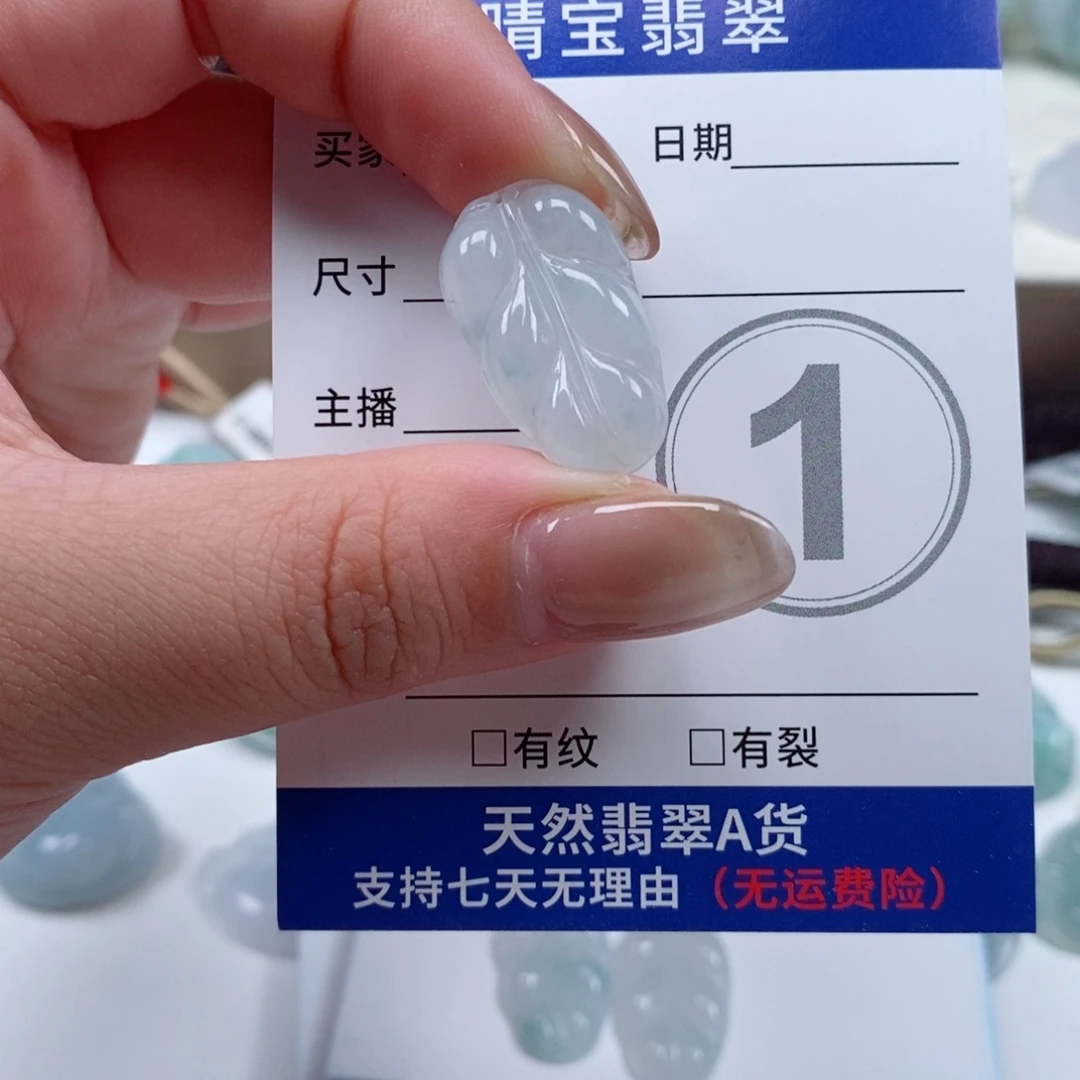 晴宝翡翠
买家 日期
尺寸
主播
1
□有纹 □有裂
天然翡翠A货
支持七天无理由(无运费险)